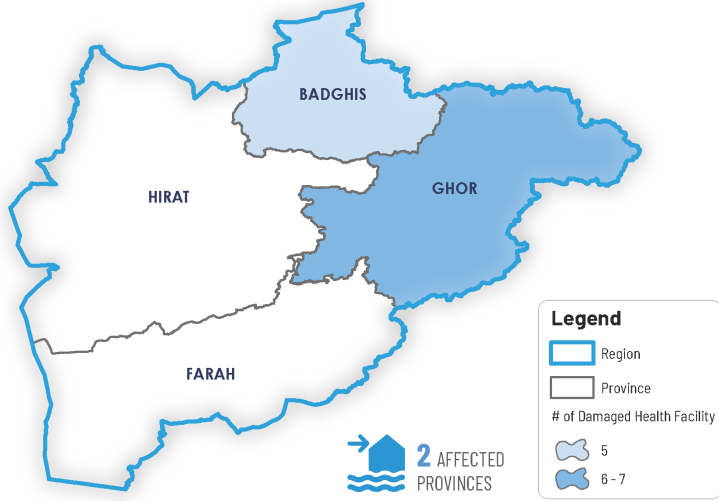 BADGHIS
GHOR
HIRAT
FARAH
Legend
Region
Province
# of Damaged Health Facility
5
6 - 7
2 AFFECTED
PROVINCES